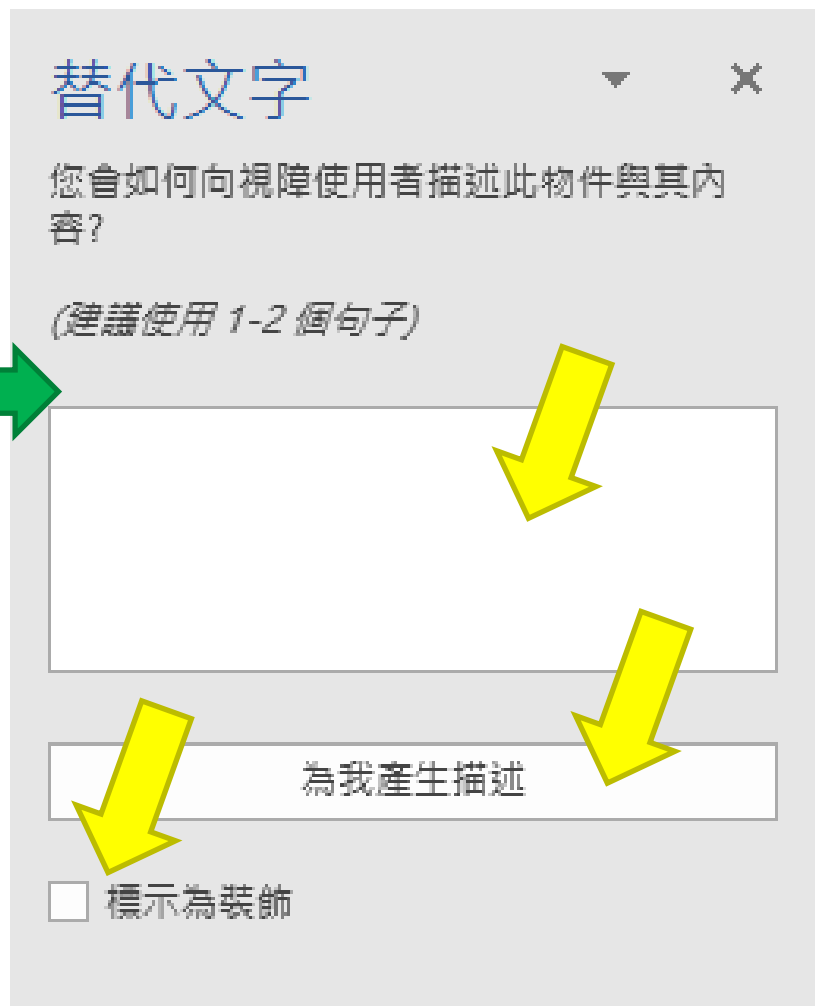 替代文字
您會如何向視障使用者描述此物件與其內
容?
(建議使用 1-2 個句子)
為我產生描述
標示為裝飾